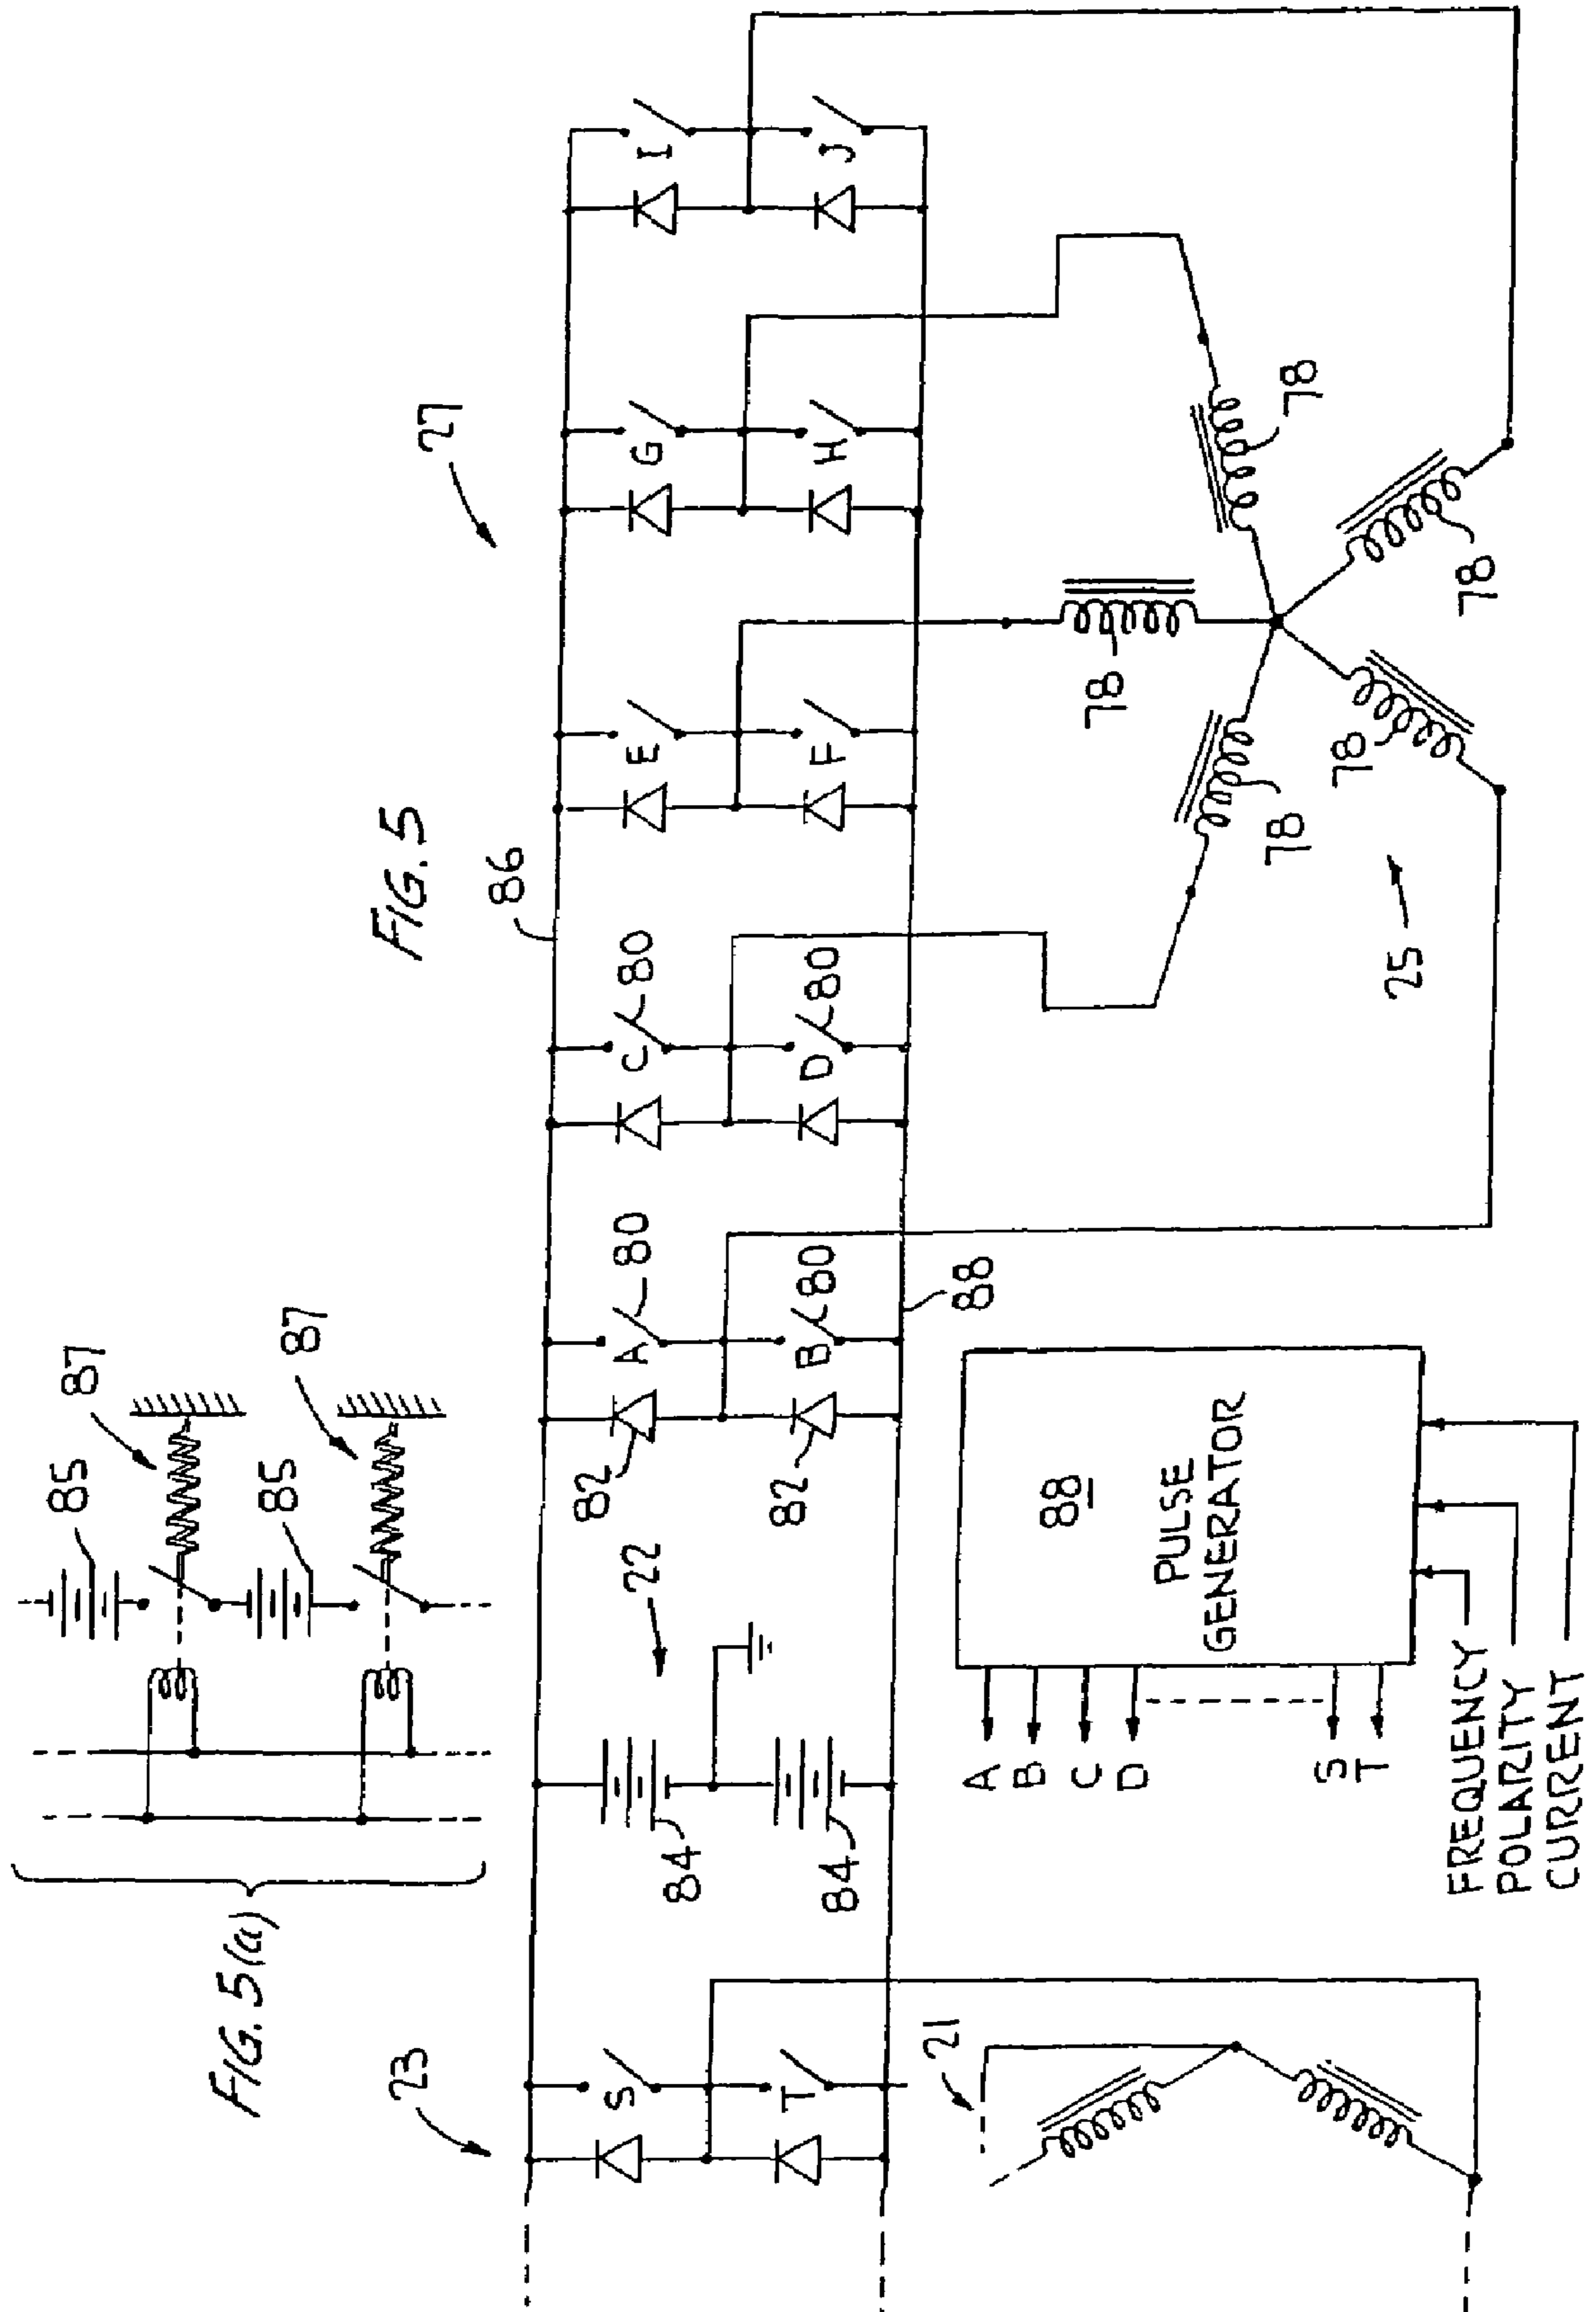 FIG. 5(a)
85
87
85
87
FIG. 5
23
22
86
27
S
T
84
84
82
82
A
80
B
80
C
80
D
80
E
F
G
H
I
J
88
21
88
PULSE
GENERATOR
A
B
C
D
S
T
FREQUENCY
POLARITY
CURRENT
25
78
78
78
78
78